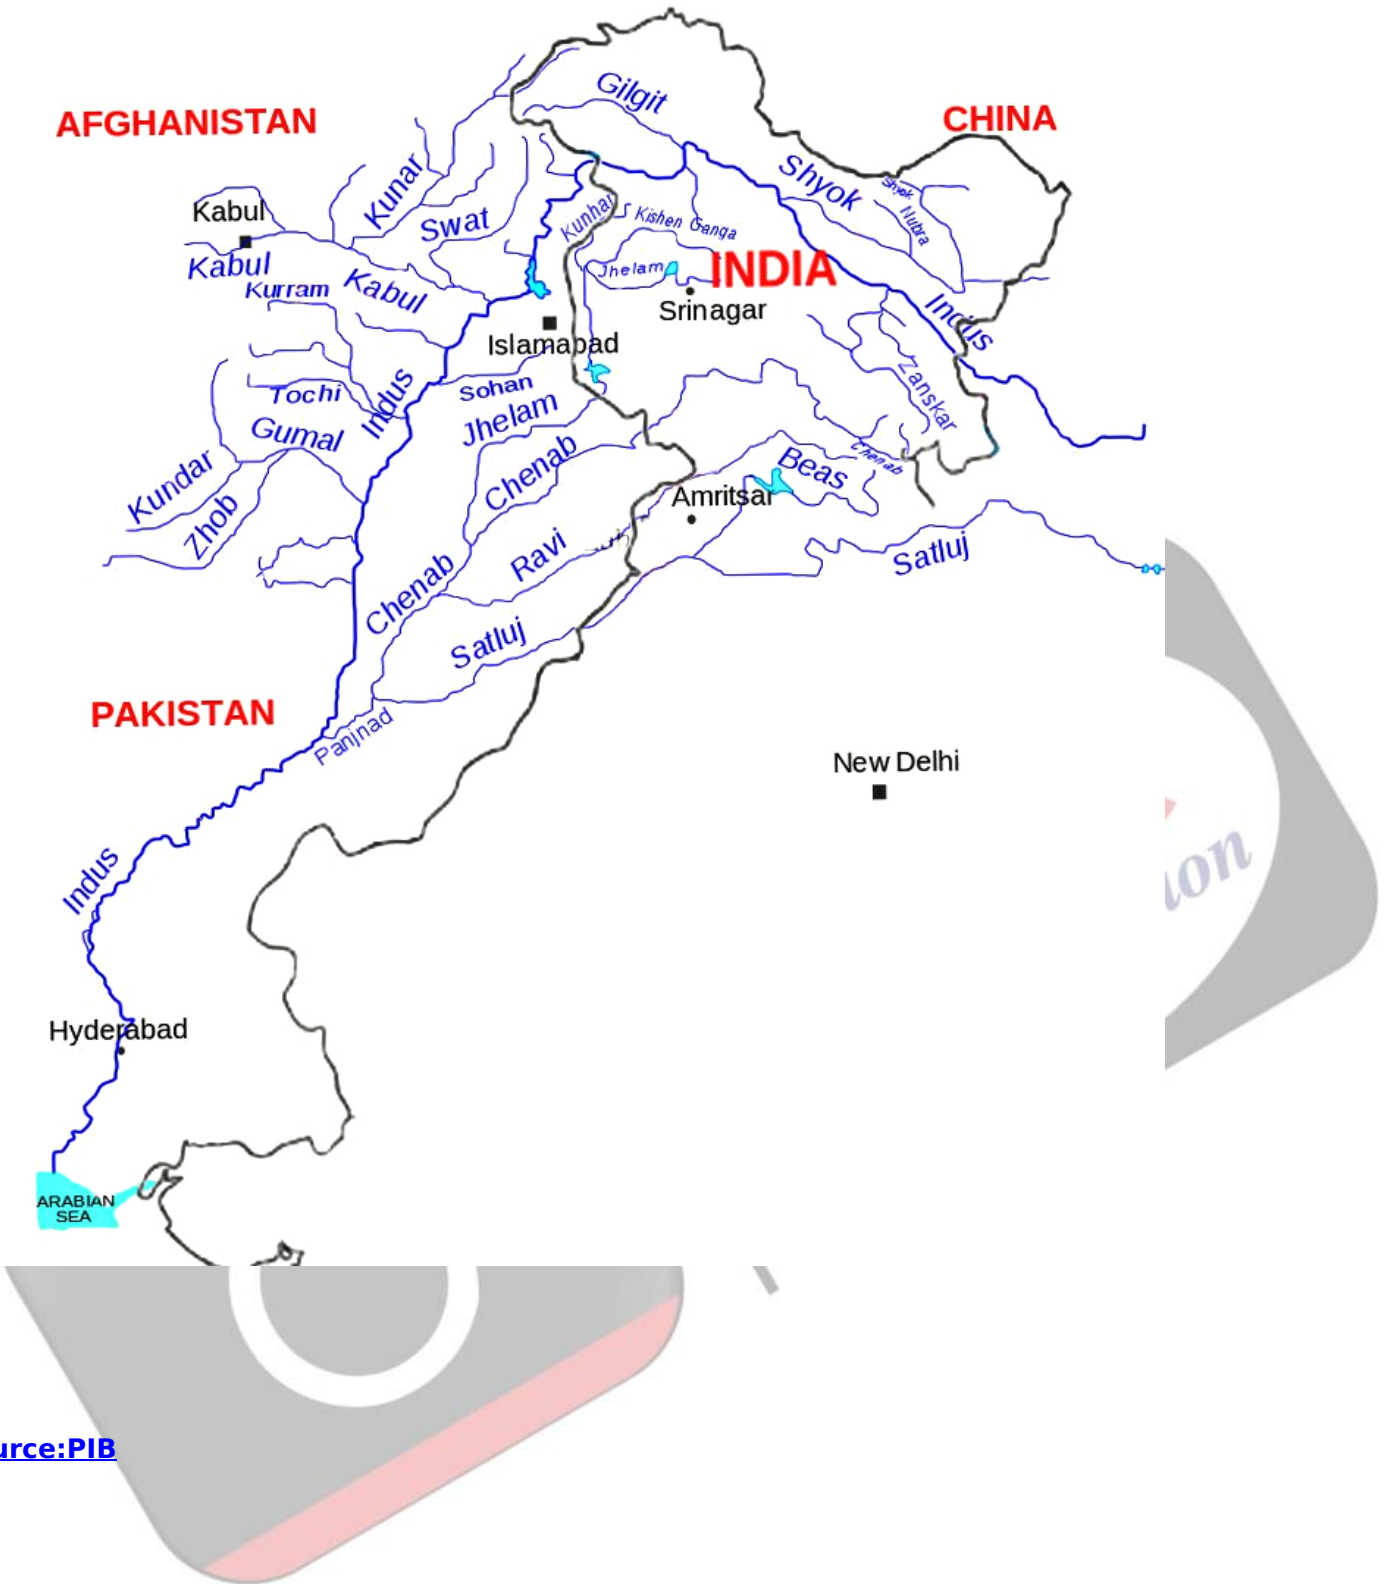 Gilgit
AFGHANISTAN
CHINA
Shyok
Shyok
Nubra
Kunar
Kabul
Swat
Kunhar
Kishen Ganga
Kabul
Kurram
Kabul
Jhelam
INDIA
Srinagar
Indus
Islamabad
Sohan
Tochi
Indus
Zanskar
Jhelam
Gumal
Chenab
Chenab
Beas
Kundar
Zhob
Amritsar
Ravi
Satluj
Chenab
Satluj
PAKISTAN
Panjnad
New Delhi
Indus
ion
Hyderabad
ARABIAN
SEA
urce:PIB